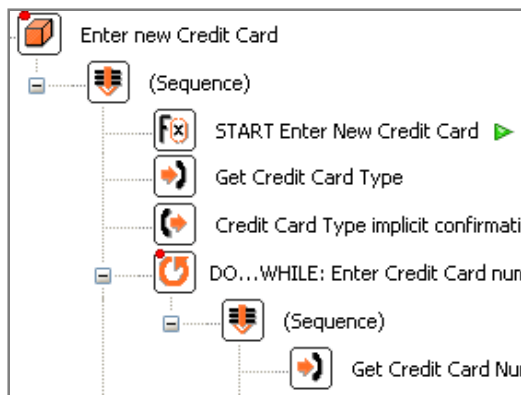 Enter new Credit Card
(Sequence)
F(x) START Enter New Credit Card
Get Credit Card Type
Credit Card Type implicit confirmati
DO...WHILE: Enter Credit Card num
(Sequence)
Get Credit Card Nu